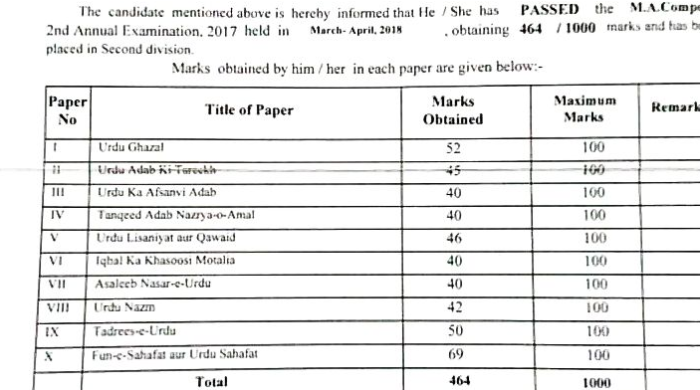 The candidate mentioned above is hereby informed that He / She has PASSED the M.A.Comp
2nd Annual Examination, 2017 held in March- April, 2018 , obtaining 464 / 1000 marks and has
placed in Second division.
Marks obtained by him / her in each paper are given below:-
Paper No Title of Paper Marks Obtained Maximum Marks Remark
I Urdu Ghazal 52 100
II Urdu Adab Ki Tareekh 45 100
III Urdu Ka Afsanvi Adab 40 100
IV Tanqeed Adab Nazrya-o-Amal 40 100
V Urdu Lisaniyat aur Qawaid 46 100
VI Iqbal Ka Khasoosi Motalia 40 100
VII Asaleeb Nasar-e-Urdu 40 100
VIII Urdu Nazm 42 100
IX Tadrees-e-Urdu 50 100
X Fun-e-Sahafat aur Urdu Sahafat 69 100
Total 464 1000